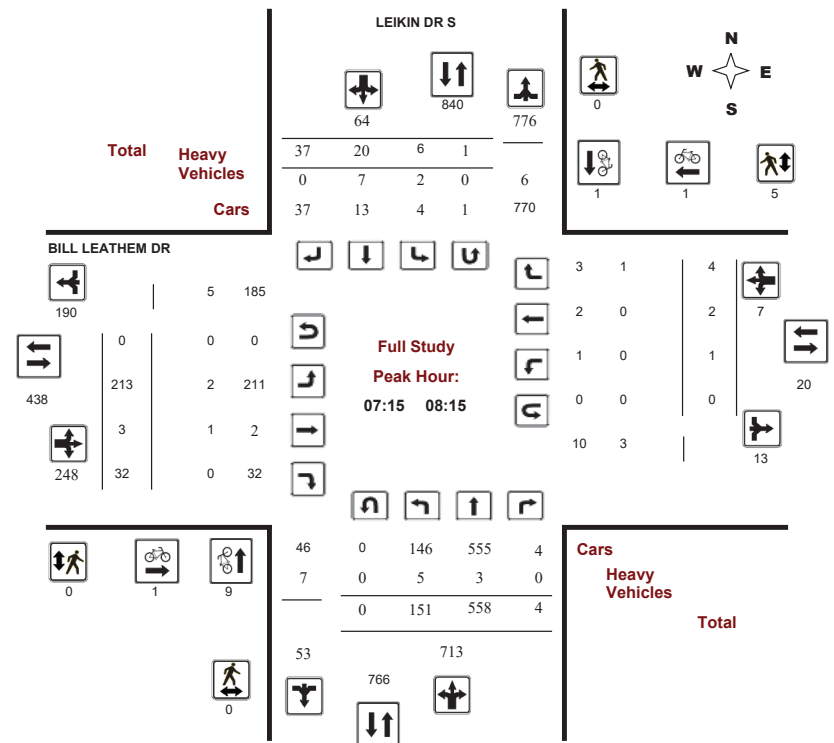 LEIKIN DR S
N
W E
S
840
0
64
776
Total Heavy Vehicles
37 20 6 1
0 7 2 0 6
Cars 37 13 4 1 770
1 1 5
BILL LEATHEM DR
190
5 185
0 0 0
438
213 2 211
3 1 2
248 32 0 32
Full Study
Peak Hour:
07:15 08:15
3 1 4
2 0 2 7
1 0 1
20
0 0 0
10 3
13
46 0 146 555 4
7 0 5 3 0
0 151 558 4
53 713
766
0 1 9
0
Cars
Heavy
Vehicles
Total